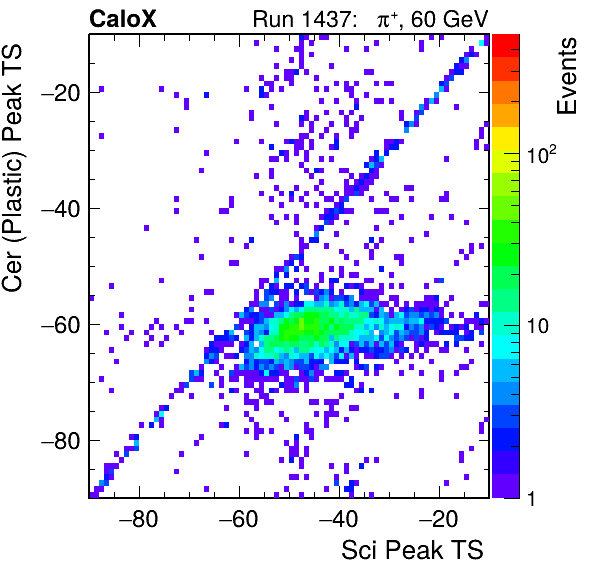 CaloX Run 1437: π+, 60 GeV
Cer (Plastic) Peak TS
−20
−40
−60
−80
−80 −60 −40 −20
Sci Peak TS
Events
10²
10
1